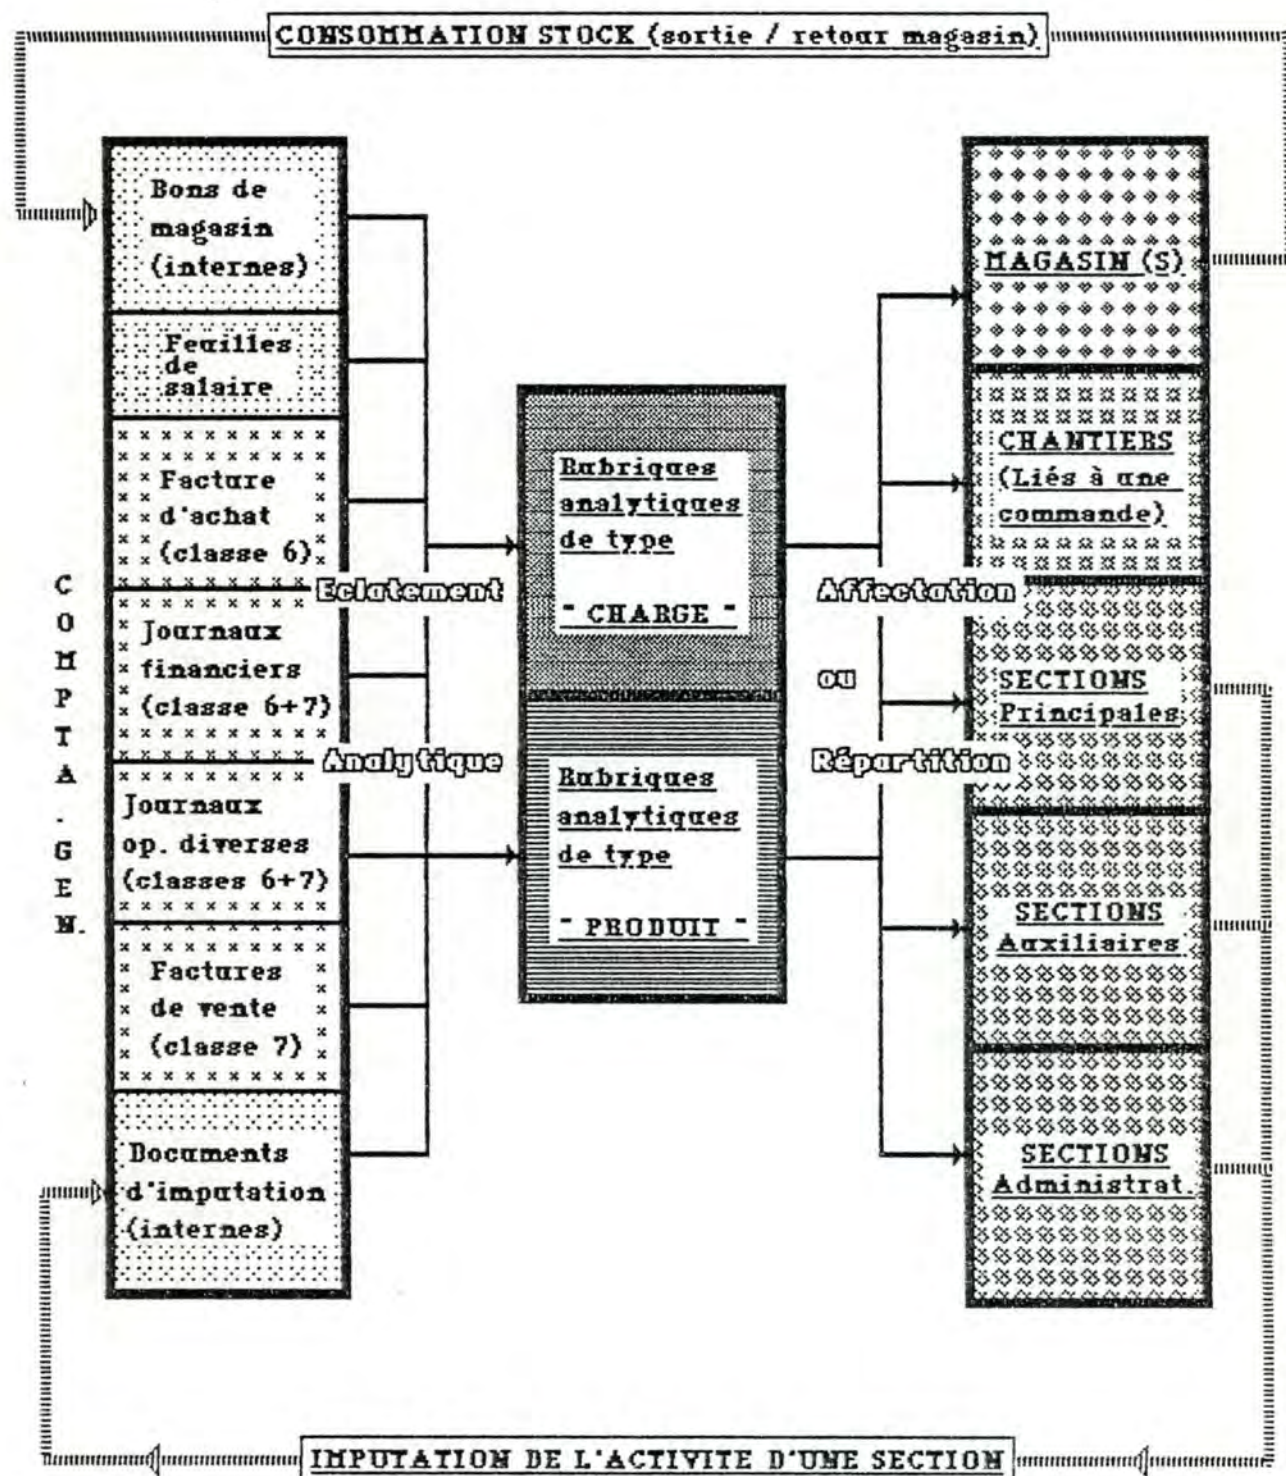 CONSOMMATION STOCK (sortie / retour magasin)
Bons de
magasin
(internes)
Feuilles
de
salaire
Facture
d'achat
(classe 6)
Journaux
financiers
(classe 6+7)
Journaux
op. diverses
(classes 6+7)
Factures
de vente
(classe 7)
Documents
d'imputation
(internes)
COMPTA.GEN.
Eclatement
Analytique
Rubriques
analytiques
de type
" CHARGE "
Rubriques
analytiques
de type
" PRODUIT "
Affectation
ou
Répartition
MAGASIN (S)
CHANTIERS
(Liés à une
commande)
SECTIONS
Principales
SECTIONS
Auxiliaires
SECTIONS
Administrat.
IMPUTATION DE L'ACTIVITE D'UNE SECTION